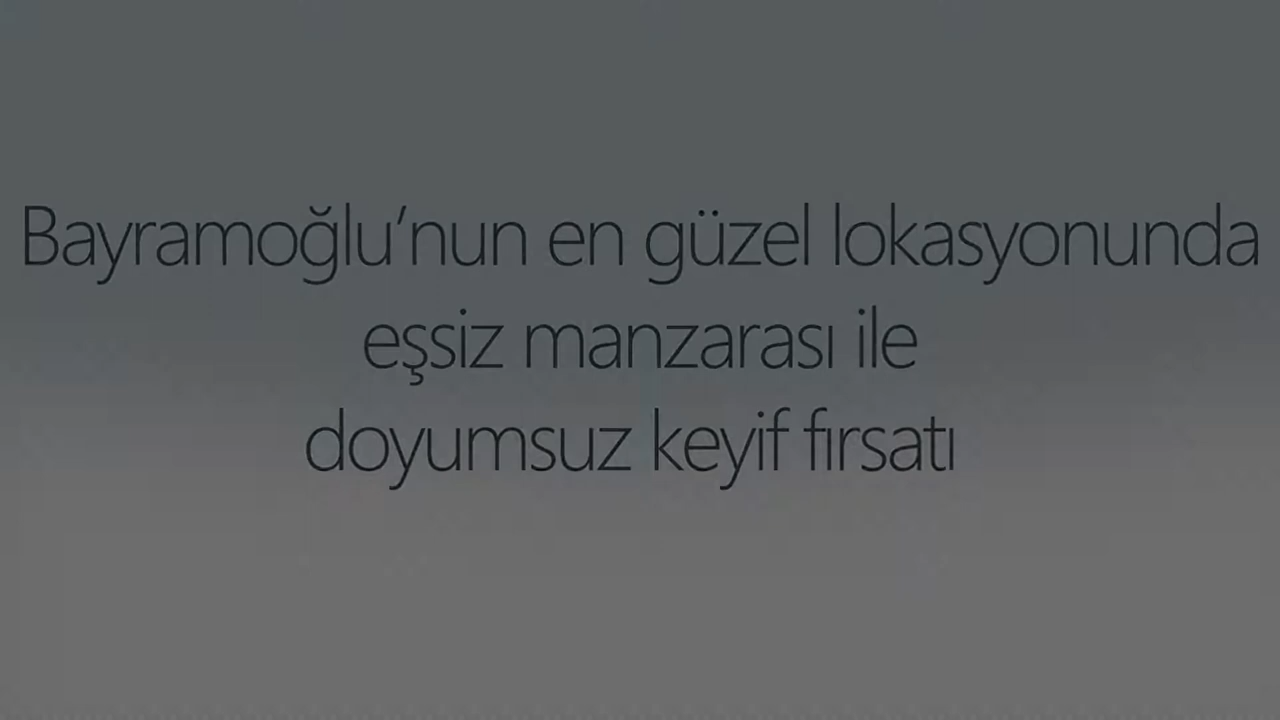 Bayramoğlu’nun en güzel lokasyonunda
eşsiz manzarası ile
doyumsuz keyif fırsatı